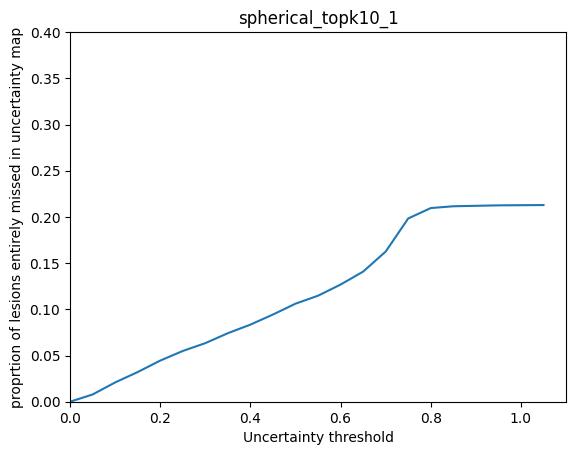 spherical_topk10_1
proprtion of lesions entirely missed in uncertainty map
0.40
0.35
0.30
0.25
0.20
0.15
0.10
0.05
0.00
0.0 0.2 0.4 0.6 0.8 1.0
Uncertainty threshold